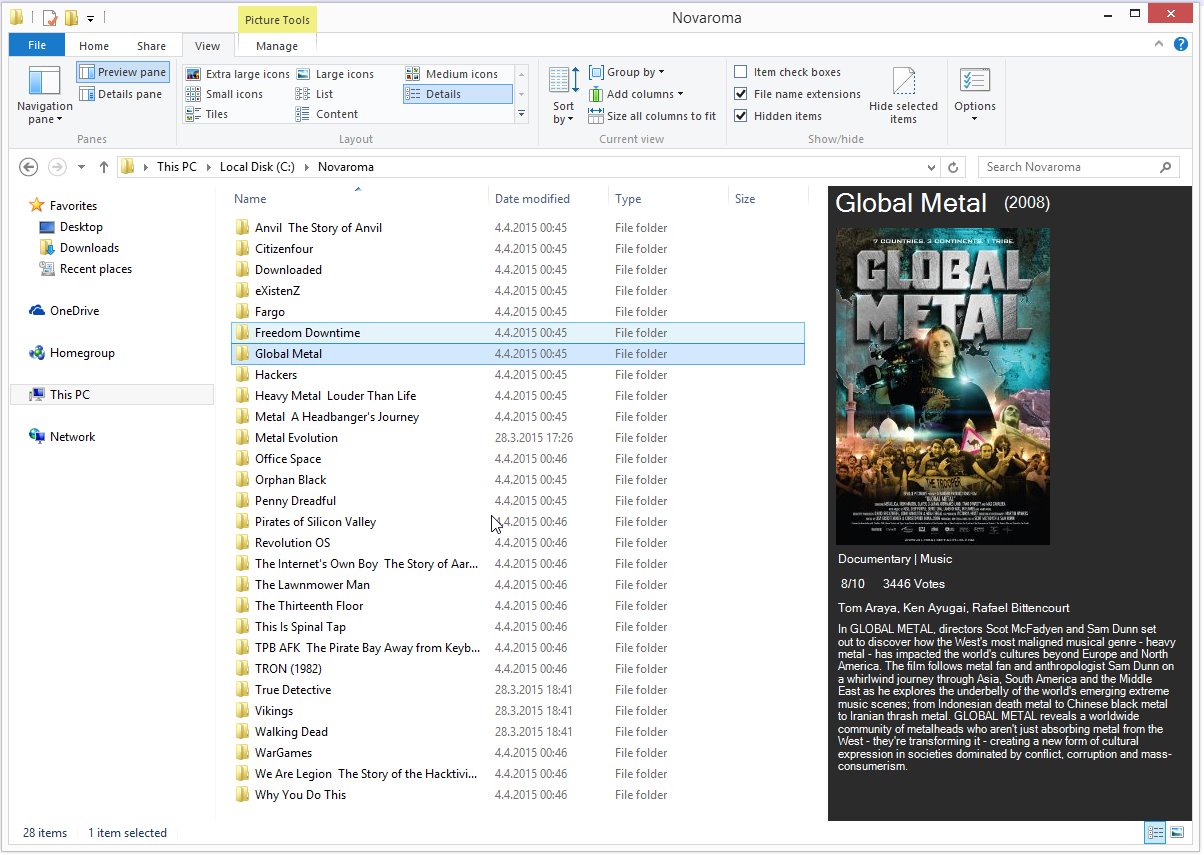 Picture Tools
Novaroma
File
Home
Share
View
Manage
Navigation pane
Preview pane
Details pane
Panes
Extra large icons
Large icons
Medium icons
Small icons
List
Details
Tiles
Content
Layout
Sort by
Group by
Add columns
Size all columns to fit
Current view
Item check boxes
File name extensions
Hidden items
Hide selected items
Show/hide
Options
This PC
Local Disk (C:)
Novaroma
Search Novaroma
Favorites
Desktop
Downloads
Recent places
OneDrive
Homegroup
This PC
Network
Name Date modified Type Size
Anvil  The Story of Anvil 4.4.2015 00:45 File folder
Citizenfour 4.4.2015 00:45 File folder
Downloaded 4.4.2015 00:45 File folder
eXistenZ 4.4.2015 00:45 File folder
Fargo 4.4.2015 00:45 File folder
Freedom Downtime 4.4.2015 00:45 File folder
Global Metal 4.4.2015 00:45 File folder
Hackers 4.4.2015 00:45 File folder
Heavy Metal  Louder Than Life 4.4.2015 00:45 File folder
Metal  A Headbanger's Journey 4.4.2015 00:45 File folder
Metal Evolution 28.3.2015 17:26 File folder
Office Space 4.4.2015 00:46 File folder
Orphan Black 4.4.2015 00:45 File folder
Penny Dreadful 4.4.2015 00:45 File folder
Pirates of Silicon Valley 4.4.2015 00:46 File folder
Revolution OS 4.4.2015 00:46 File folder
The Internet's Own Boy  The Story of Aar... 4.4.2015 00:46 File folder
The Lawnmower Man 4.4.2015 00:46 File folder
The Thirteenth Floor 4.4.2015 00:46 File folder
This Is Spinal Tap 4.4.2015 00:46 File folder
TPB AFK  The Pirate Bay Away from Keyb... 4.4.2015 00:46 File folder
TRON (1982) 4.4.2015 00:46 File folder
True Detective 28.3.2015 18:41 File folder
Vikings 28.3.2015 18:41 File folder
Walking Dead 28.3.2015 18:41 File folder
WarGames 4.4.2015 00:46 File folder
We Are Legion  The Story of the Hacktivi... 4.4.2015 00:46 File folder
Why You Do This 4.4.2015 00:46 File folder
Global Metal (2008)
7 COUNTRIES. 3 CONTINENTS. 1 TRIBE.
GLOBAL
METAL
THE TROOPER
Documentary | Music
8/10 3446 Votes
Tom Araya, Ken Ayugai, Rafael Bittencourt
In GLOBAL METAL, directors Scot McFadyen and Sam Dunn set
out to discover how the West's most maligned musical genre - heavy
metal - has impacted the world's cultures beyond Europe and North
America. The film follows metal fan and anthropologist Sam Dunn on
a whirlwind journey through Asia, South America and the Middle
East as he explores the underbelly of the world's emerging extreme
music scenes; from Indonesian death metal to Chinese black metal
to Iranian thrash metal. GLOBAL METAL reveals a worldwide
community of metalheads who aren't just absorbing metal from the
West - they're transforming it - creating a new form of cultural
expression in societies dominated by conflict, corruption and mass-
consumerism.
28 items
1 item selected